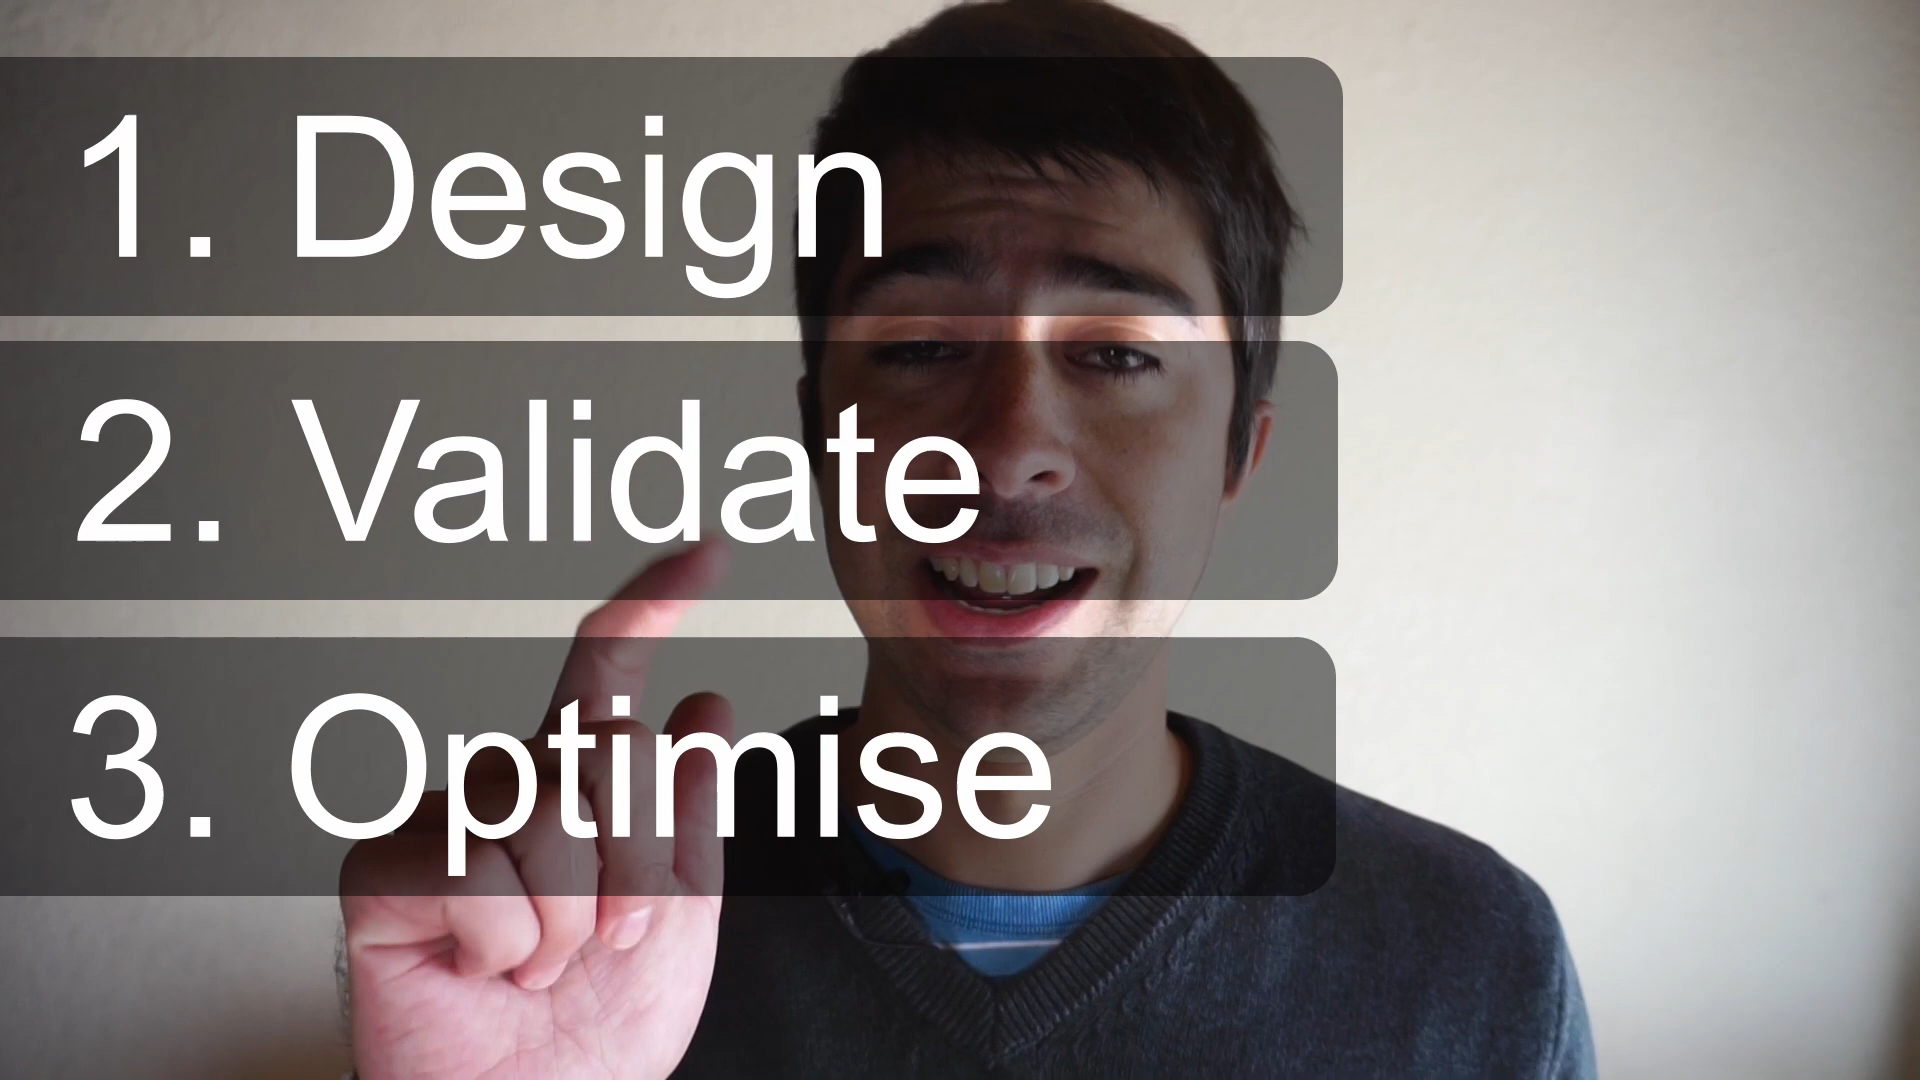 1. Design
2. Validate
3. Optimise